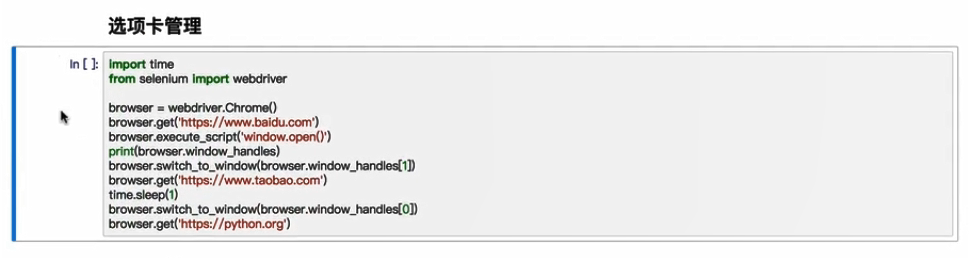 选项卡管理
In [ ]: import time
from selenium import webdriver
browser = webdriver.Chrome()
browser.get('https://www.baidu.com')
browser.execute_script('window.open()')
print(browser.window_handles)
browser.switch_to_window(browser.window_handles[1])
browser.get('https://www.taobao.com')
time.sleep(1)
browser.switch_to_window(browser.window_handles[0])
browser.get('https://python.org')